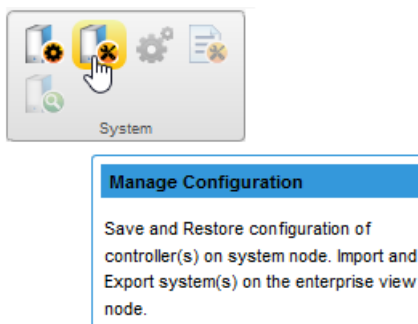 System
Manage Configuration
Save and Restore configuration of
controller(s) on system node. Import and
Export system(s) on the enterprise view
node.